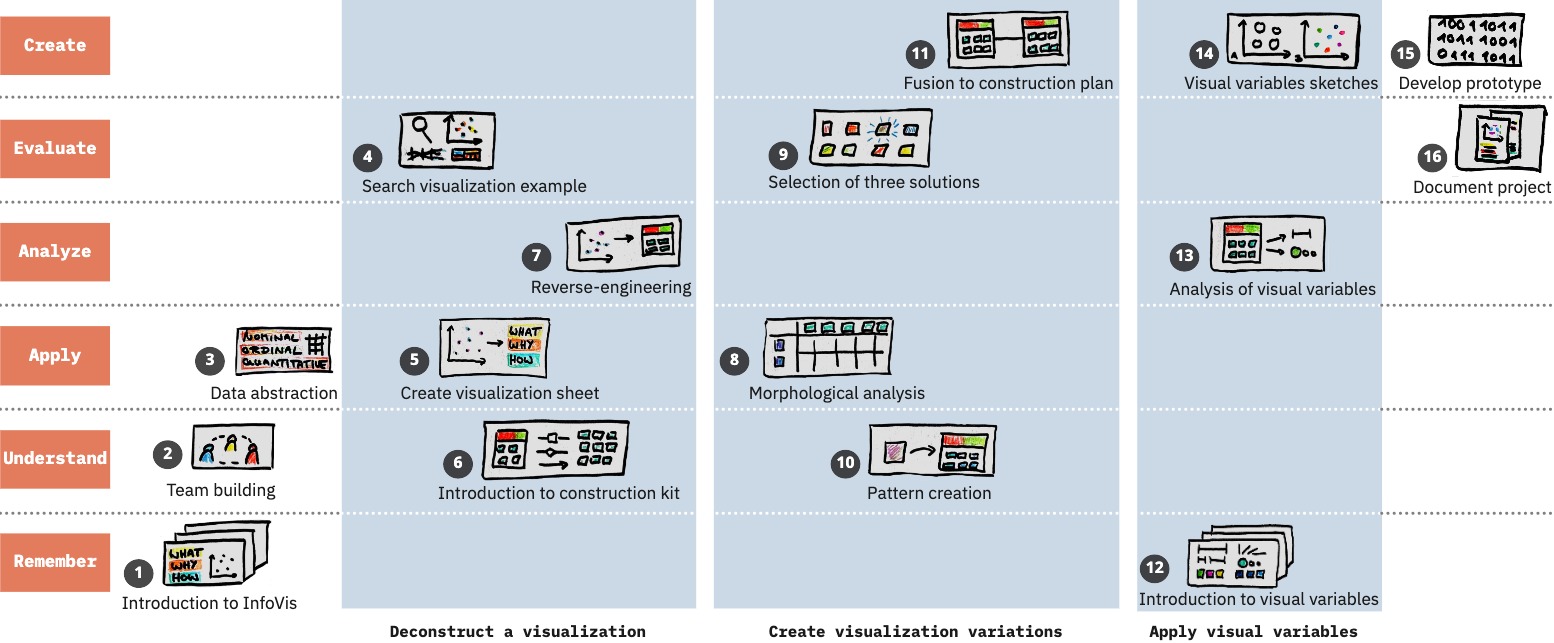 Create
11
Fusion to construction plan
14
A
B
Visual variables sketches
15
10011011
1011 1001
0111 1011
Develop prototype
Evaluate
4
Search visualization example
9
Selection of three solutions
16
Document project
Analyze
7
Reverse-engineering
13
Analysis of visual variables
Apply
3
NOMINAL
ORDINAL
QUANTITATIVE
Data abstraction
5
WHAT
WHY
HOW
Create visualization sheet
8
Morphological analysis
Understand
2
Team building
6
Introduction to construction kit
10
Pattern creation
Remember
1
WHAT
WHY
HOW
Introduction to InfoVis
12
Introduction to visual variables
Deconstruct a visualization
Create visualization variations
Apply visual variables